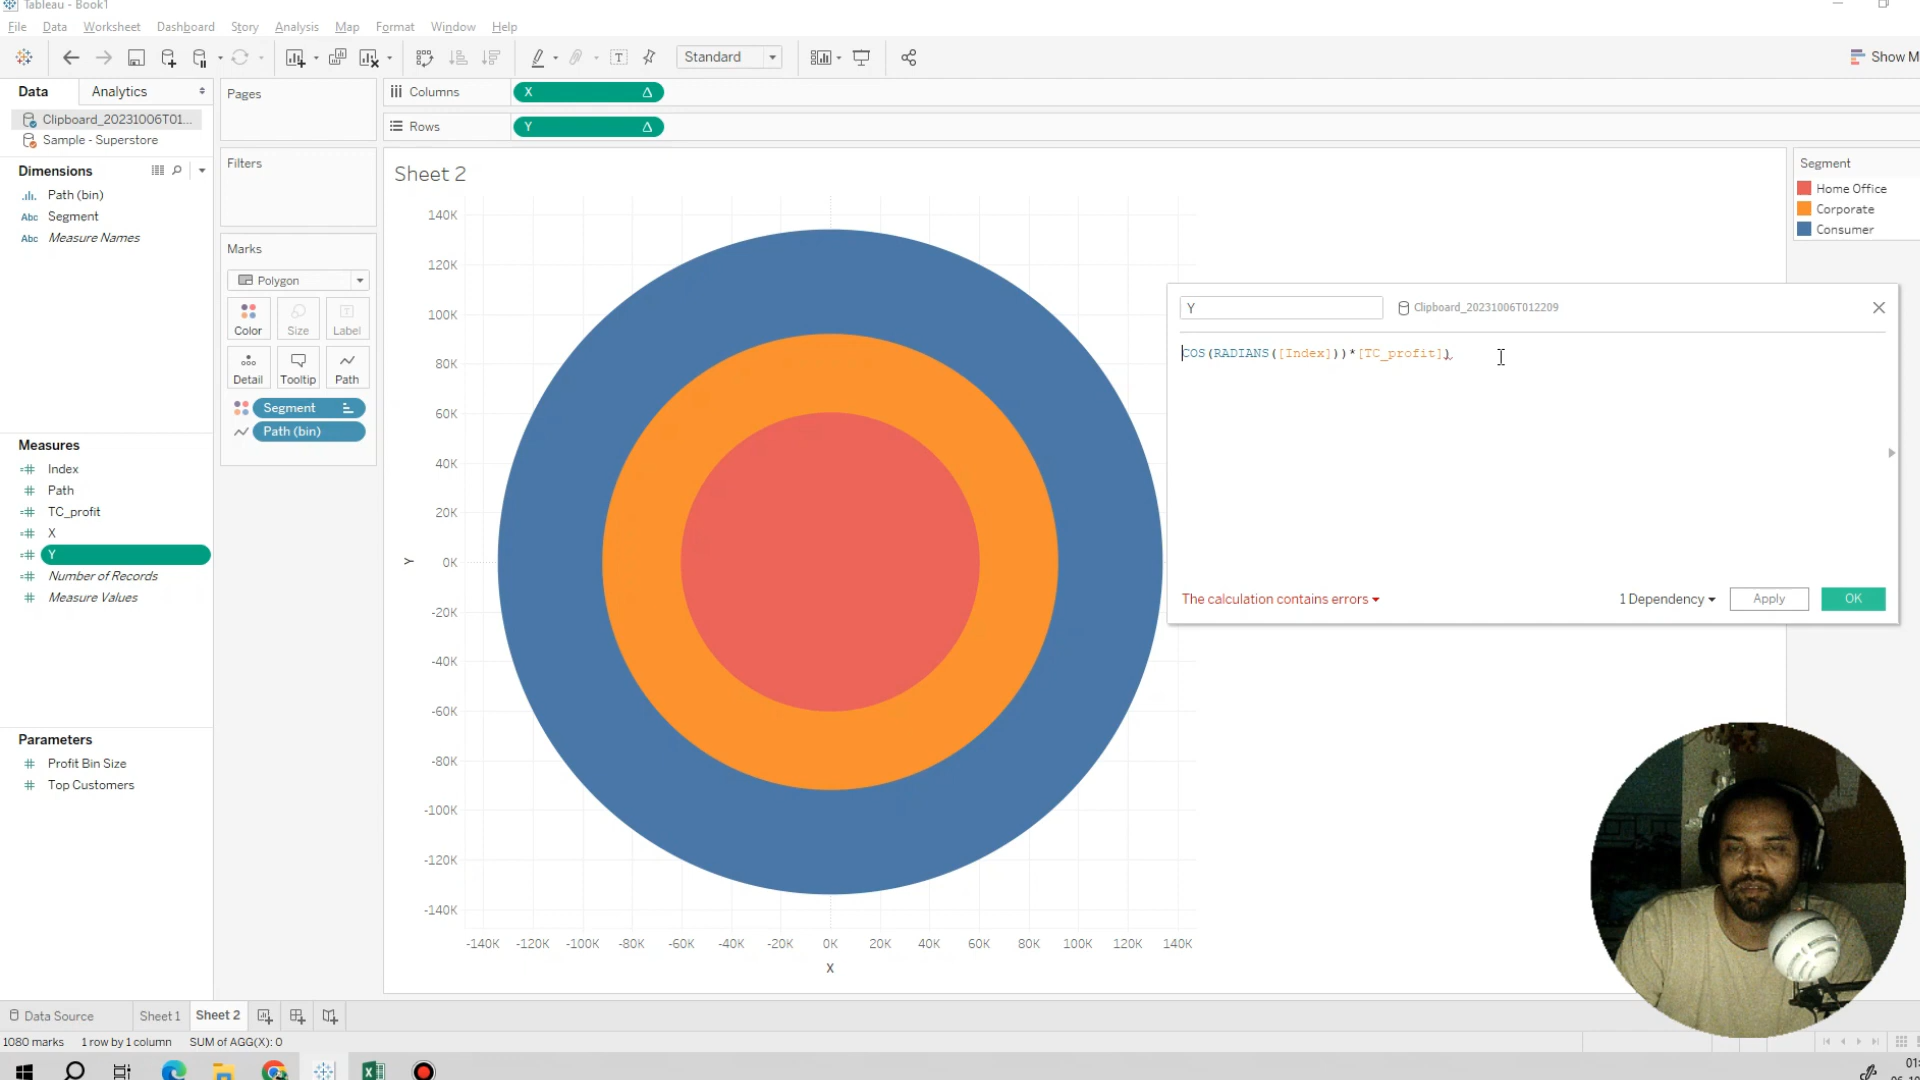 Tableau - Book1
File Data Worksheet Dashboard Story Analysis Map Format Window Help
Standard
Show M
Data Analytics
Clipboard_20231006T01...
Sample - Superstore
Dimensions
Path (bin)
Abc Segment
Abc Measure Names
Measures
Index
Path
TC_profit
X
Y
Number of Records
Measure Values
Parameters
Profit Bin Size
Top Customers
Pages
Filters
Marks
Polygon
Color Size Label
Detail Tooltip Path
Segment
Path (bin)
Columns X
Rows Y
Sheet 2
140K
120K
100K
80K
60K
40K
20K
0K
-20K
-40K
-60K
-80K
-100K
-120K
-140K
Y
-140K -120K -100K -80K -60K -40K -20K 0K 20K 40K 60K 80K 100K 120K 140K
X
Segment
Home Office
Corporate
Consumer
Y Clipboard_20231006T012209
COS(RADIANS([Index]))*[TC_profit])
The calculation contains errors 1 Dependency Apply OK
Data Source Sheet 1 Sheet 2
1080 marks 1 row by 1 column SUM of AGG(X): 0